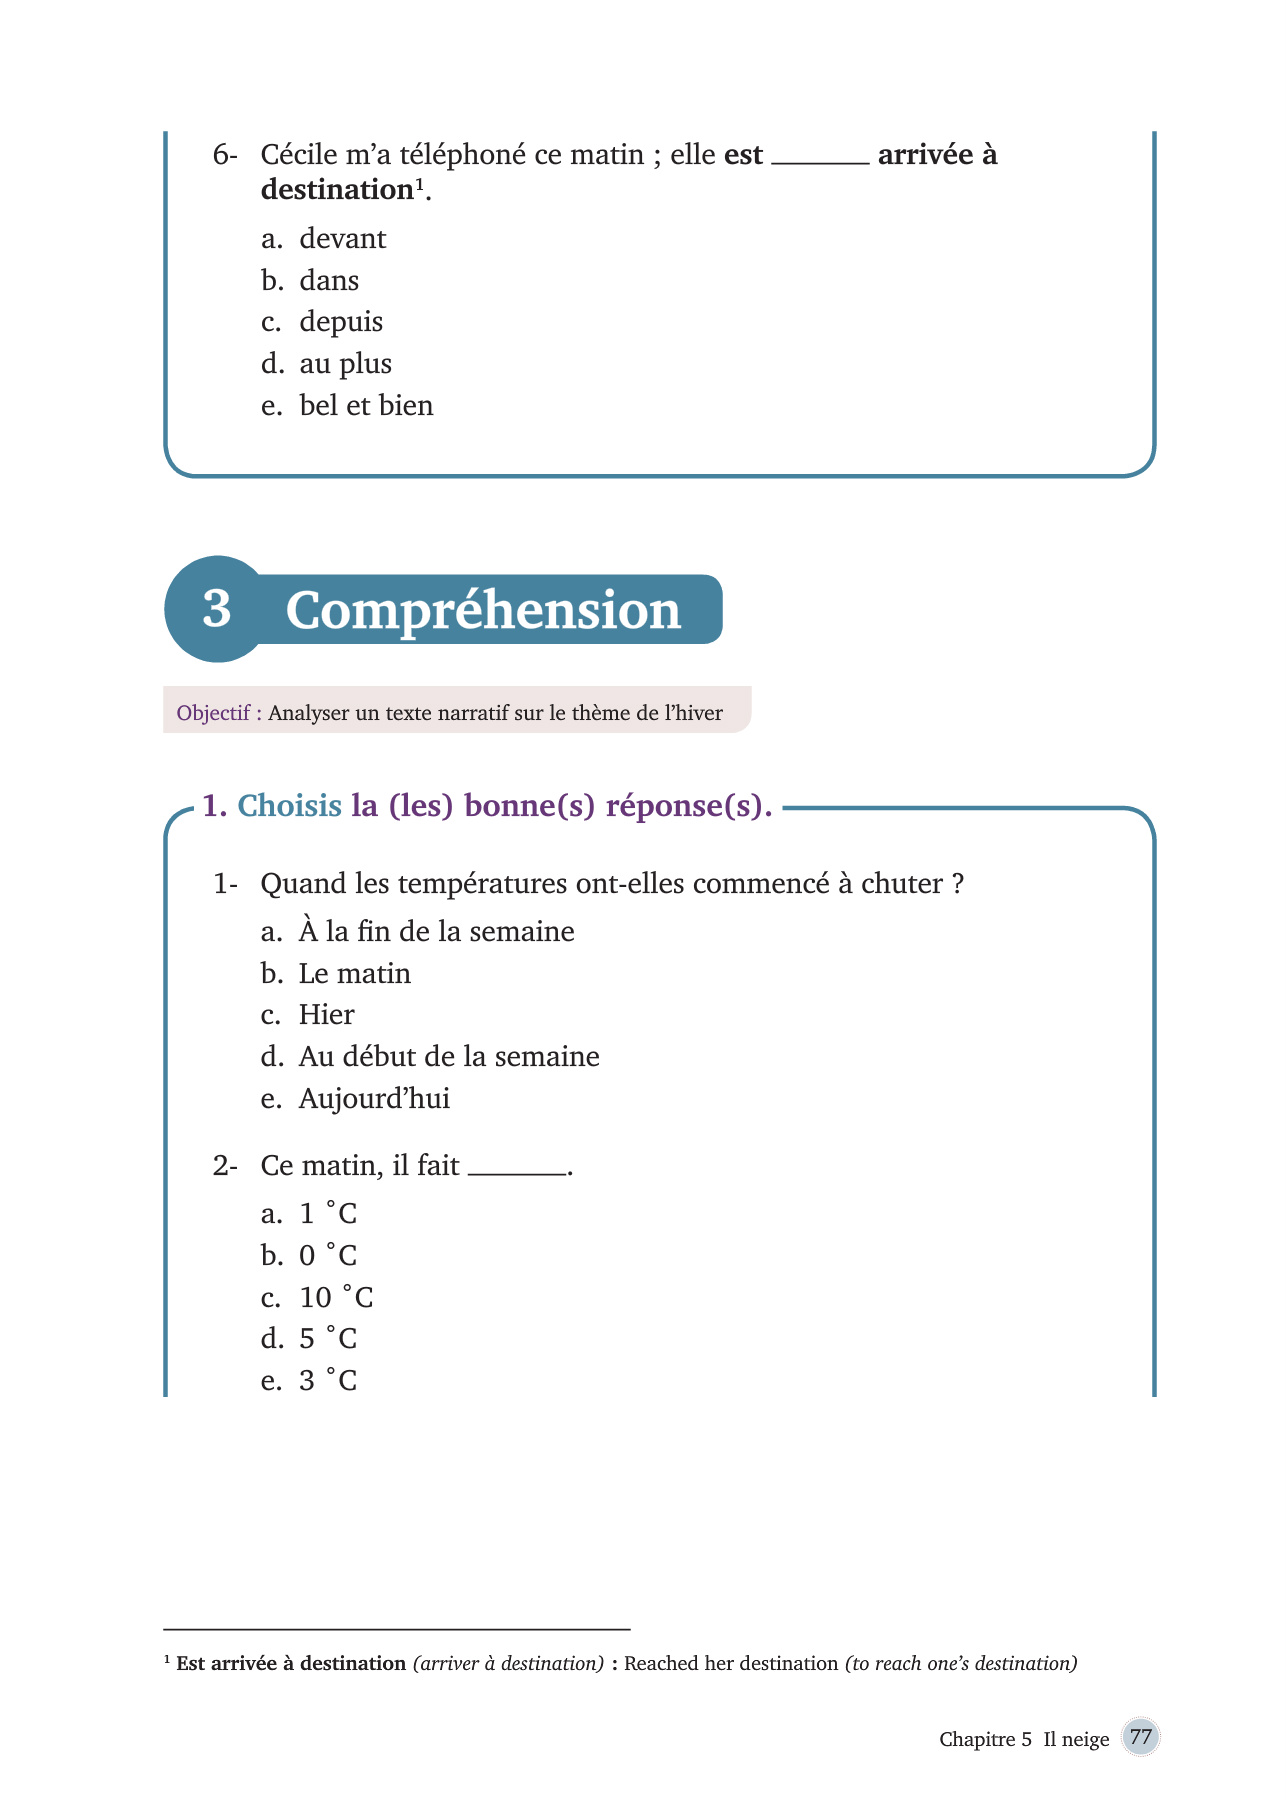 6- Cécile m’a téléphoné ce matin ; elle est _______ arrivée à
destination¹.
a. devant
b. dans
c. depuis
d. au plus
e. bel et bien
3 Compréhension
Objectif : Analyser un texte narratif sur le thème de l’hiver
1. Choisis la (les) bonne(s) réponse(s).
1- Quand les températures ont-elles commencé à chuter ?
a. À la fin de la semaine
b. Le matin
c. Hier
d. Au début de la semaine
e. Aujourd’hui
2- Ce matin, il fait _______.
a. 1 °C
b. 0 °C
c. 10 °C
d. 5 °C
e. 3 °C
¹ Est arrivée à destination (arriver à destination) : Reached her destination (to reach one’s destination)
Chapitre 5 Il neige 77